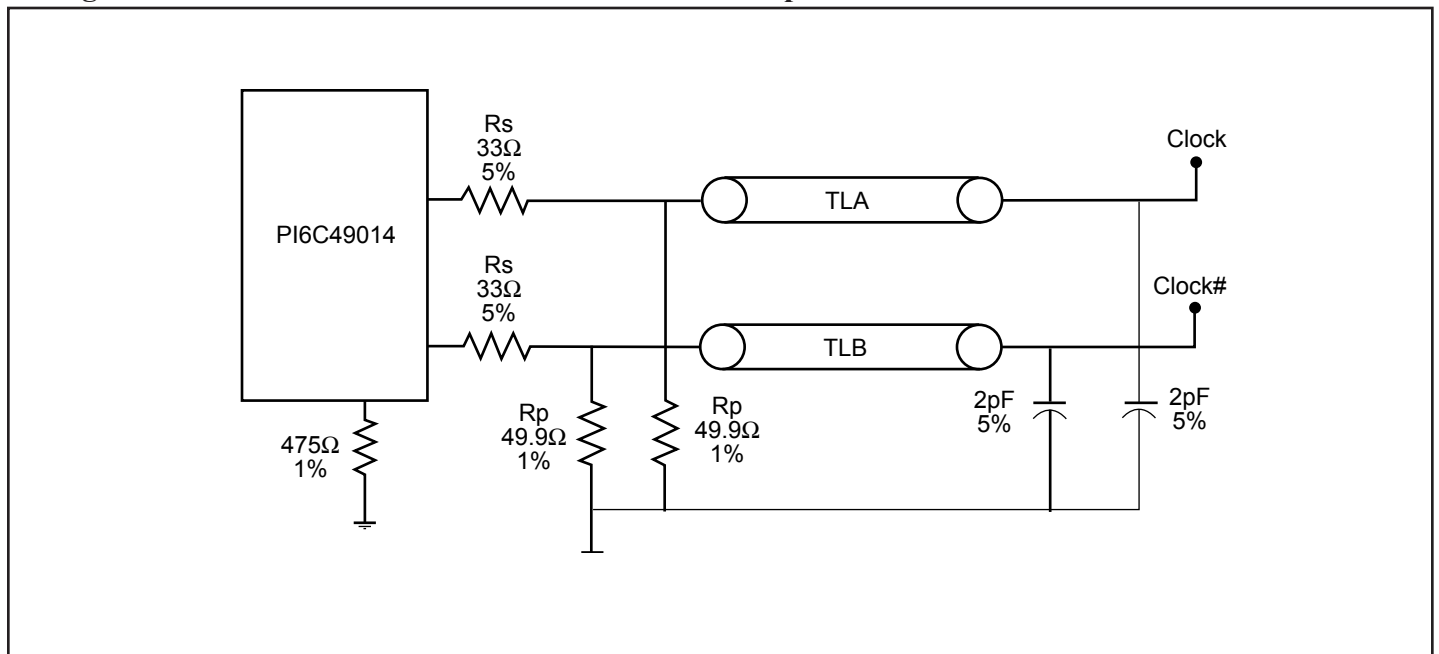 Rs
33Ω
5%
Clock
TLA
PI6C49014
Rs
33Ω
5%
Clock#
TLB
Rp
49.9Ω
1%
Rp
49.9Ω
1%
2pF
5%
2pF
5%
475Ω
1%